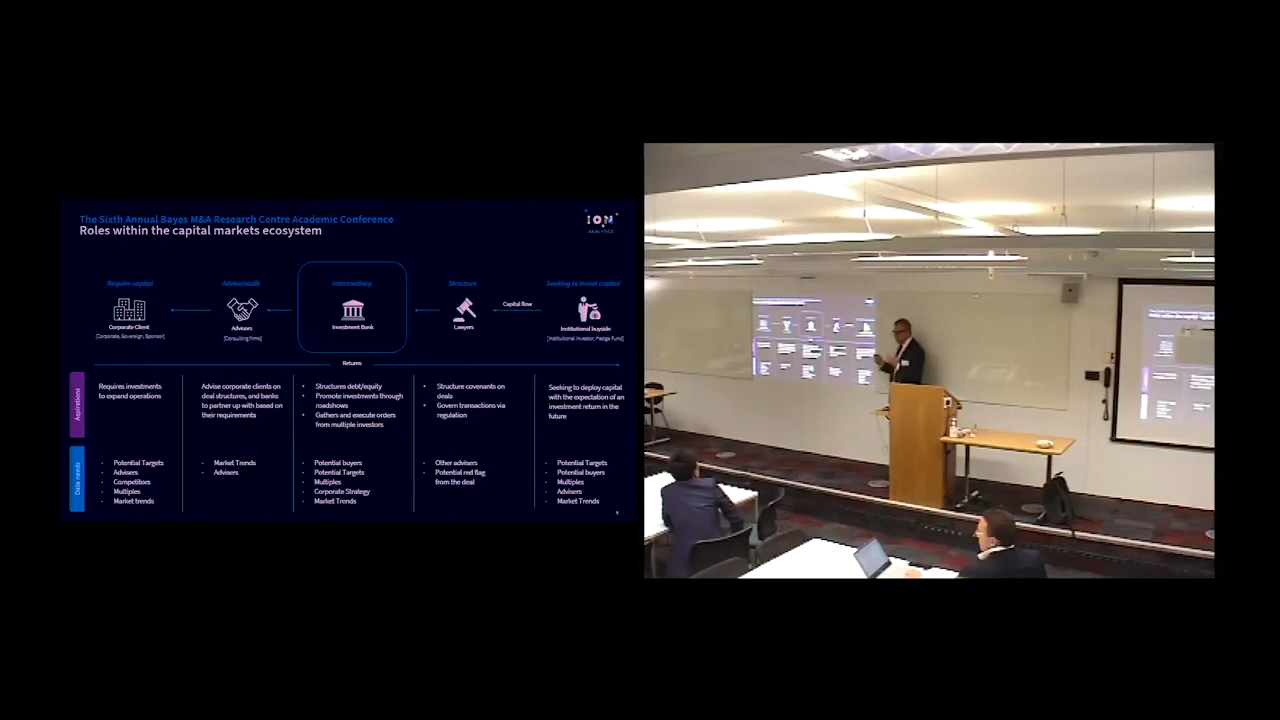 The Sixth Annual Bayes M&A Research Centre Academic Conference
Roles within the capital markets ecosystem
ION
ANALYTICS
Require capital
Corporate Client
[Corporate, Sovereign, Sponsor]
Advise/audit
Advisors
[Consulting firms]
Intermediary
Investment Bank
Structure
Lawyers
Capital flow
Seeking to invest capital
Institutional buyside
[Institutional Investor, Hedge Fund]
Returns
Aspirations
Requires investments
to expand operations
Advise corporate clients on
deal structures, and banks
to partner up with based on
their requirements
• Structures debt/equity
• Promote investments through
roadshows
• Gathers and execute orders
from multiple investors
• Structure covenants on
deals
• Govern transactions via
regulation
Seeking to deploy capital
with the expectation of an
investment return in the
future
Data needs
• Potential Targets
• Advisers
• Competitors
• Multiples
• Market trends
• Market Trends
• Advisers
• Potential buyers
• Potential Targets
• Multiples
• Corporate Strategy
• Market Trends
• Other advisers
• Potential red flag
from the deal
• Potential Targets
• Potential buyers
• Multiples
• Advisers
• Market Trends